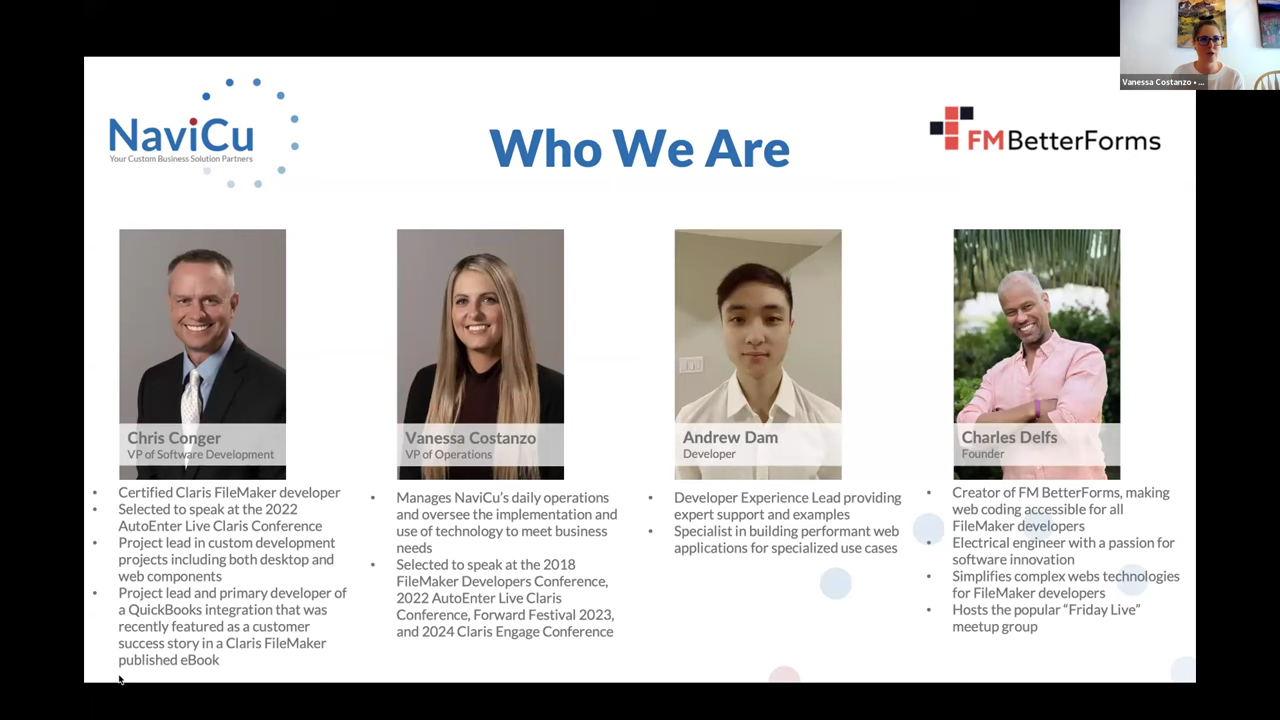 Vanessa Costanzo • ...
NaviCu
Your Custom Business Solution Partners
Who We Are
FMBetterForms
Chris Conger
VP of Software Development
• Certified Claris FileMaker developer
• Selected to speak at the 2022
AutoEnter Live Claris Conference
• Project lead in custom development
projects including both desktop and
web components
• Project lead and primary developer of
a QuickBooks integration that was
recently featured as a customer
success story in a Claris FileMaker
published eBook
Vanessa Costanzo
VP of Operations
• Manages NaviCu's daily operations
and oversee the implementation and
use of technology to meet business
needs
• Selected to speak at the 2018
FileMaker Developers Conference,
2022 AutoEnter Live Claris
Conference, Forward Festival 2023,
and 2024 Claris Engage Conference
Andrew Dam
Developer
• Developer Experience Lead providing
expert support and examples
• Specialist in building performant web
applications for specialized use cases
Charles Delfs
Founder
• Creator of FM BetterForms, making
web coding accessible for all
FileMaker developers
• Electrical engineer with a passion for
software innovation
• Simplifies complex webs technologies
for FileMaker developers
• Hosts the popular “Friday Live”
meetup group